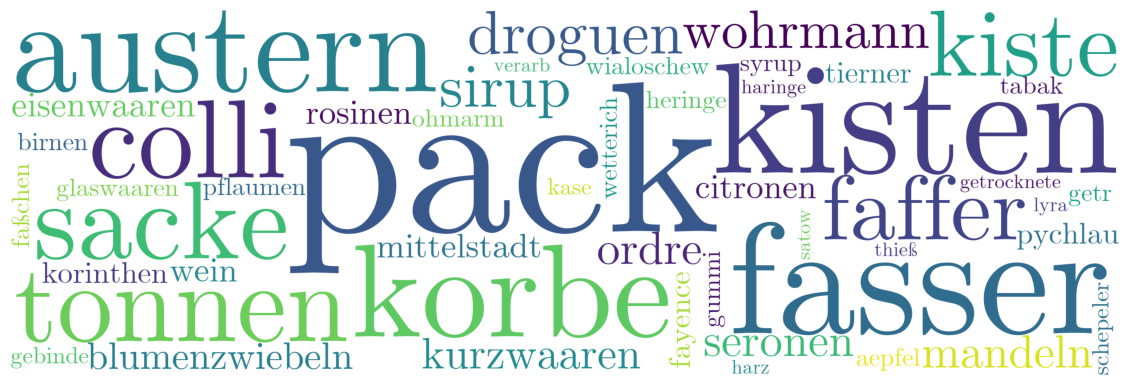 austern
droguen
wohrmann
kiste
verarb
wialoschew
syrup
tierner
sirup
haringe
tabak
eisenwaaren
rosinen
ohmarm
heringe
kisten
birnen
colli
pack
wetterich
glaswaaren
pflaumen
kase
citronen
getrocknete
getr
faßchen
sacke
faffer
lyra
satow
pychlau
mittelstadt
ordre
thieß
korinthen
wein
tonnen
korbe
fayence
gummi
fasser
schepeler
gebinde
blumenzwiebeln
kurzwaaren
seronen
harz
aepfel
mandeln